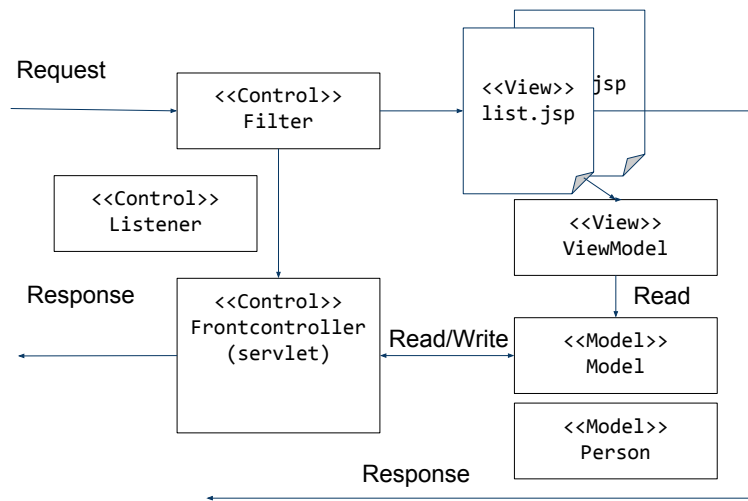 Request
<<Control>>
Filter
<<View>>
list.jsp
jsp
<<Control>>
Listener
<<View>>
ViewModel
Response
<<Control>>
Frontcontroller
(servlet)
Read
Read/Write
<<Model>>
Model
<<Model>>
Person
Response